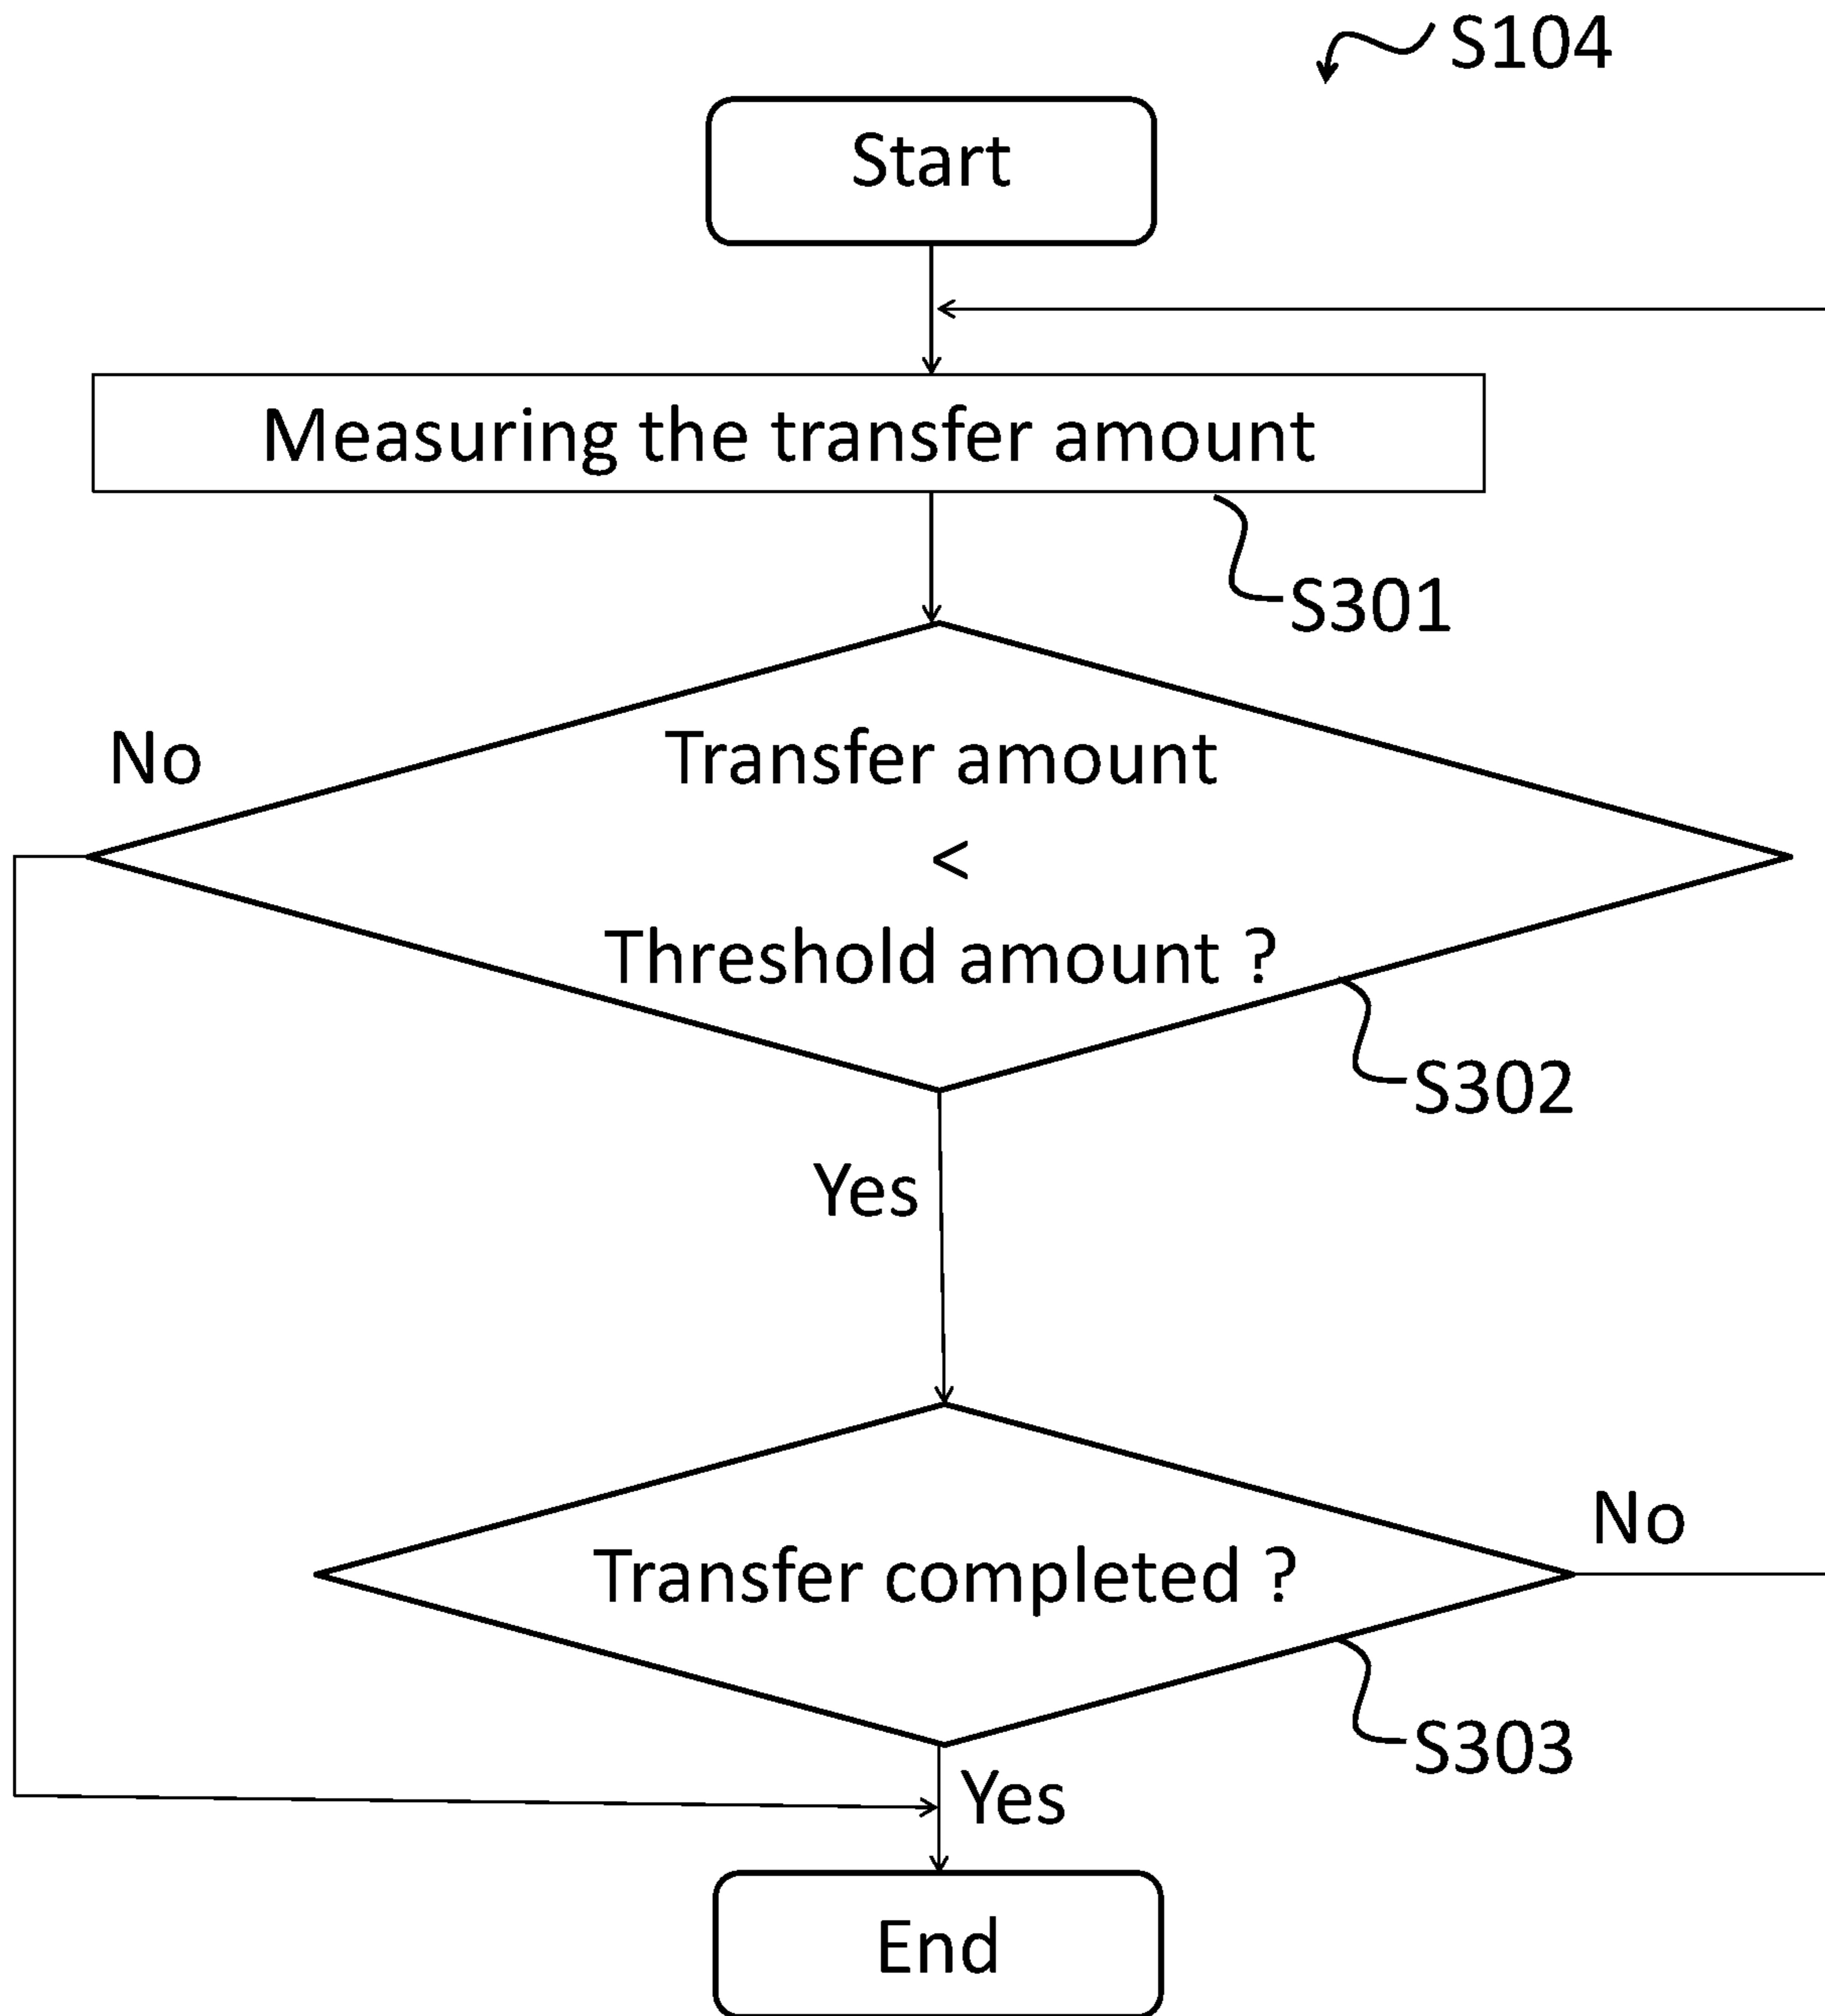 S104
Start
Measuring the transfer amount
S301
No
Transfer amount
<
Threshold amount ?
S302
Yes
No
Transfer completed ?
S303
Yes
End